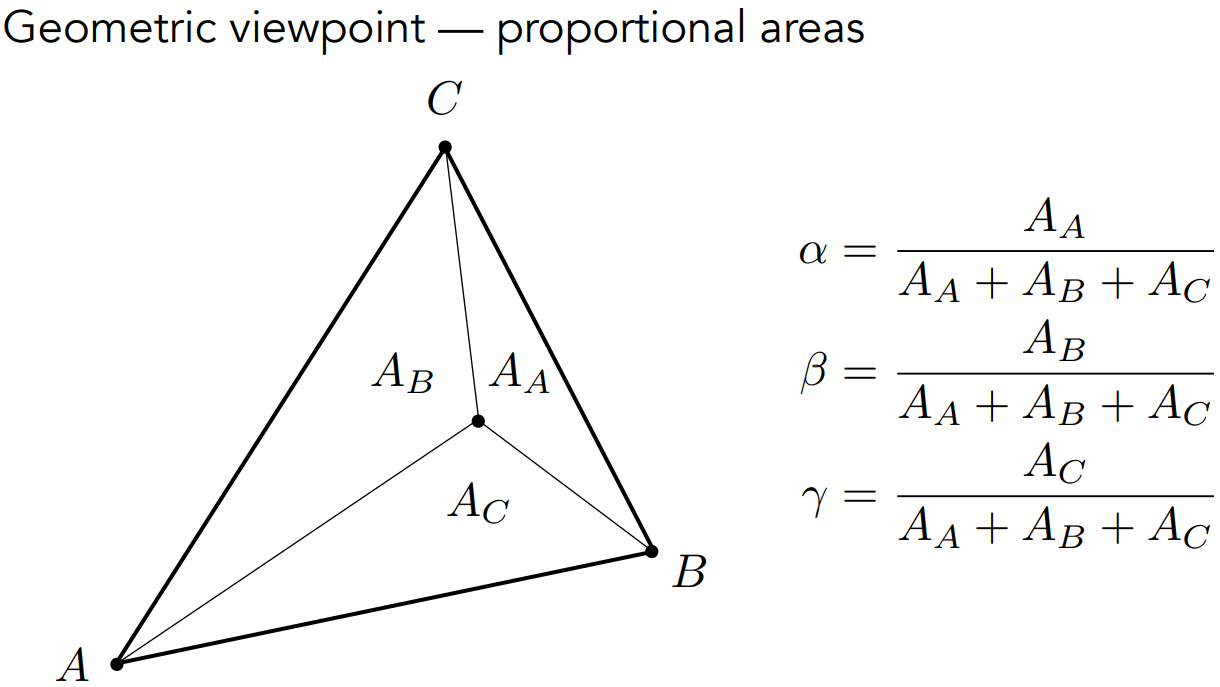 Geometric viewpoint — proportional areas
C
α = A_A / (A_A + A_B + A_C)
A_B A_A
β = A_B / (A_A + A_B + A_C)
A_C
γ = A_C / (A_A + A_B + A_C)
B
A